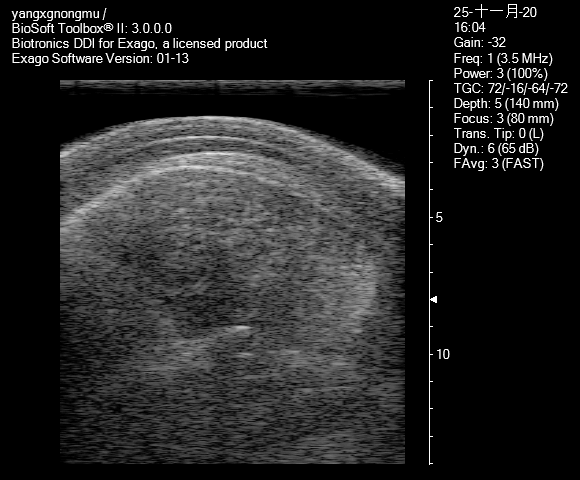 yangxgnongmu /
BioSoft Toolbox® II: 3.0.0.0
Biotronics DDI for Exago, a licensed product
Exago Software Version: 01-13
25-十一月-20
16:04
Gain: -32
Freq: 1 (3.5 MHz)
Power: 3 (100%)
TGC: 72/-16/-64/-72
Depth: 5 (140 mm)
Focus: 3 (80 mm)
Trans. Tip: 0 (L)
Dyn.: 6 (65 dB)
FAvg: 3 (FAST)
5
10